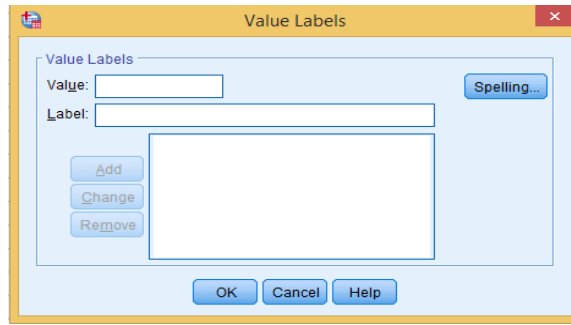 Value Labels
Value Labels
Value:
Spelling...
Label:
Add
Change
Remove
OK Cancel Help